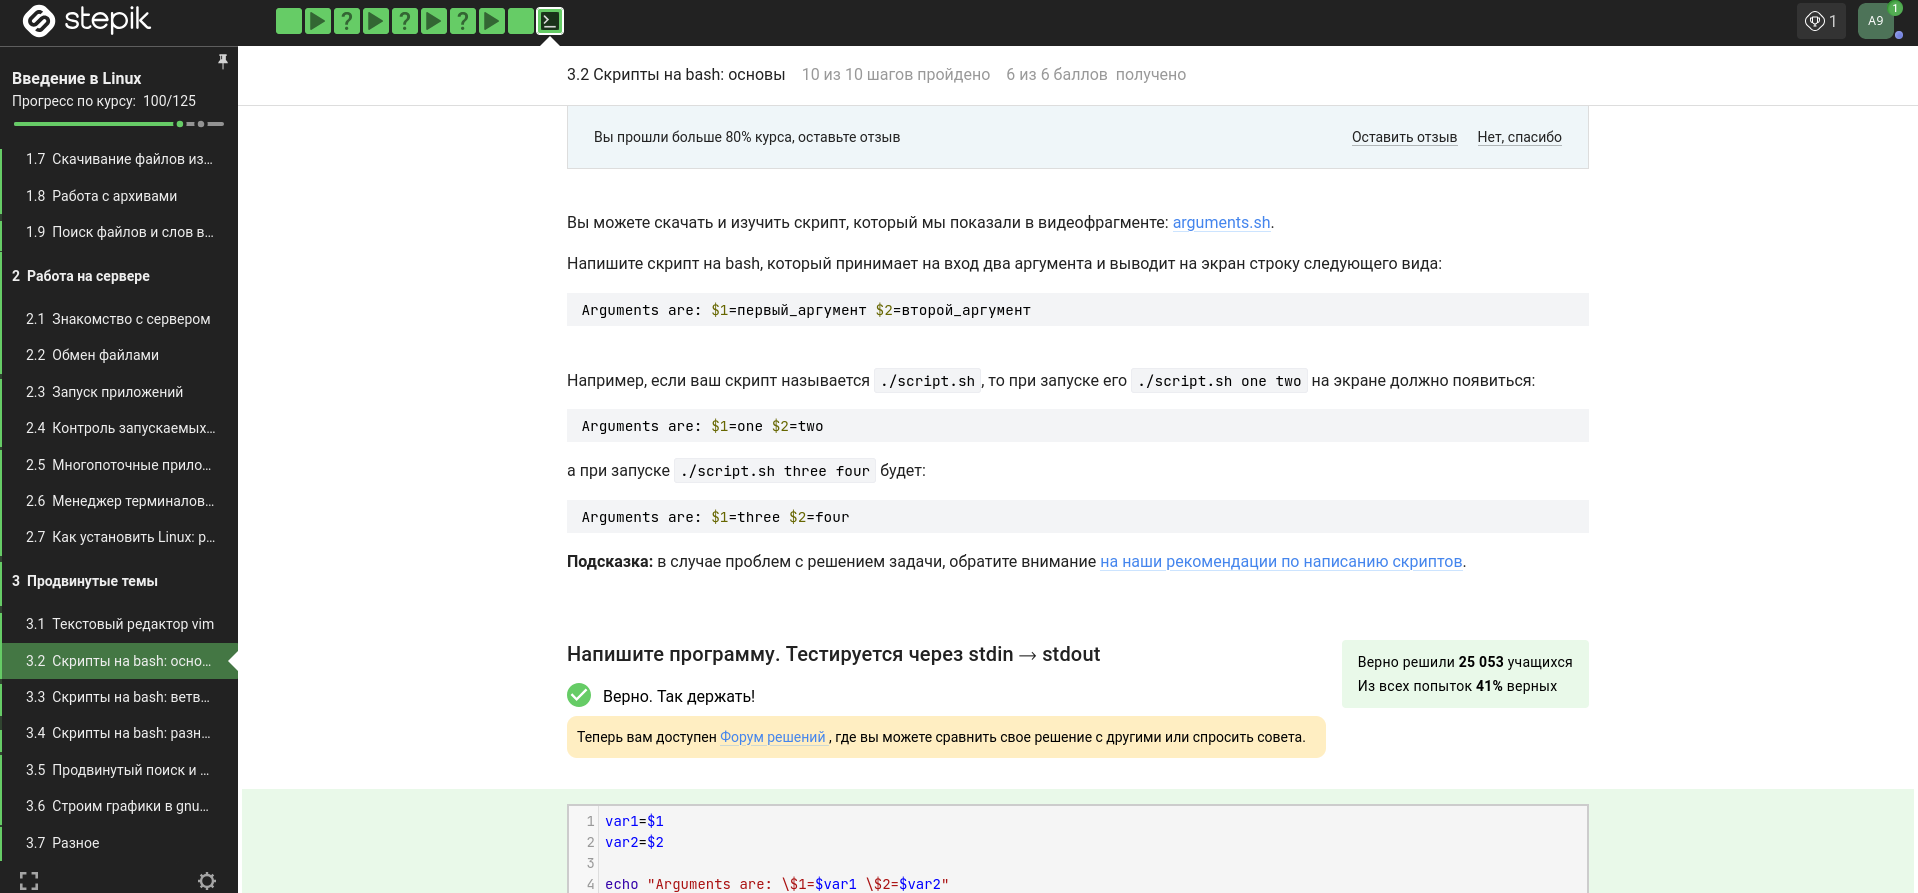 stepik
1
A9
1
Введение в Linux
Прогресс по курсу: 100/125
1.7 Скачивание файлов из…
1.8 Работа с архивами
1.9 Поиск файлов и слов в…
2 Работа на сервере
2.1 Знакомство с сервером
2.2 Обмен файлами
2.3 Запуск приложений
2.4 Контроль запускаемых…
2.5 Многопоточные прило…
2.6 Менеджер терминалов…
2.7 Как установить Linux: р…
3 Продвинутые темы
3.1 Текстовый редактор vim
3.2 Скрипты на bash: осно…
3.3 Скрипты на bash: ветв…
3.4 Скрипты на bash: разн…
3.5 Продвинутый поиск и …
3.6 Строим графики в gnu…
3.7 Разное
3.2 Скрипты на bash: основы 10 из 10 шагов пройдено 6 из 6 баллов получено
Вы прошли больше 80% курса, оставьте отзыв Оставить отзыв Нет, спасибо
Вы можете скачать и изучить скрипт, который мы показали в видеофрагменте: arguments.sh.
Напишите скрипт на bash, который принимает на вход два аргумента и выводит на экран строку следующего вида:
Arguments are: $1=первый_аргумент $2=второй_аргумент
Например, если ваш скрипт называется ./script.sh, то при запуске его ./script.sh one two на экране должно появиться:
Arguments are: $1=one $2=two
а при запуске ./script.sh three four будет:
Arguments are: $1=three $2=four
Подсказка: в случае проблем с решением задачи, обратите внимание на наши рекомендации по написанию скриптов.
Напишите программу. Тестируется через stdin → stdout
Верно решили 25 053 учащихся
Из всех попыток 41% верных
Верно. Так держать!
Теперь вам доступен Форум решений , где вы можете сравнить свое решение с другими или спросить совета.
1 var1=$1
2 var2=$2
3
4 echo "Arguments are: \$1=$var1 \$2=$var2"